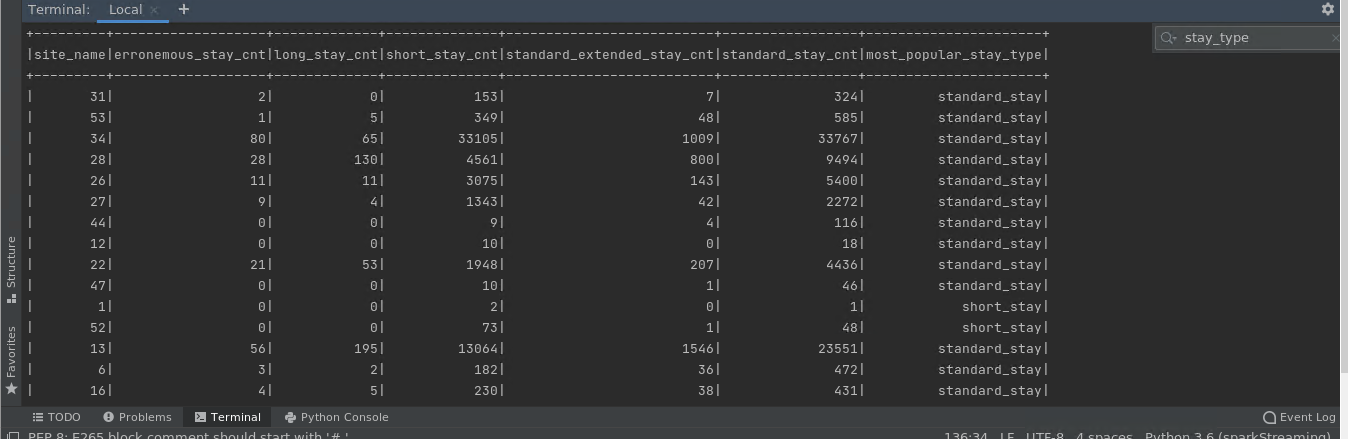 Terminal: Local × +
+---------+-------------------+-------------+--------------+--------------------------+-----------------+----------------------+
|site_name|erronemous_stay_cnt|long_stay_cnt|short_stay_cnt|standard_extended_stay_cnt|standard_stay_cnt|most_popular_stay_type|
stay_type ×
+---------+-------------------+-------------+--------------+--------------------------+-----------------+----------------------+
| 31| 2| 0| 153| 7| 324| standard_stay|
| 53| 1| 5| 349| 48| 585| standard_stay|
| 34| 80| 65| 33105| 1009| 33767| standard_stay|
| 28| 28| 130| 4561| 800| 9494| standard_stay|
| 26| 11| 11| 3075| 143| 5400| standard_stay|
| 27| 9| 4| 1343| 42| 2272| standard_stay|
| 44| 0| 0| 9| 4| 116| standard_stay|
| 12| 0| 0| 10| 0| 18| standard_stay|
| 22| 21| 53| 1948| 207| 4436| standard_stay|
| 47| 0| 0| 10| 1| 46| standard_stay|
| 1| 0| 0| 2| 0| 1| short_stay|
| 52| 0| 0| 73| 1| 48| short_stay|
| 13| 56| 195| 13064| 1546| 23551| standard_stay|
| 6| 3| 2| 182| 36| 472| standard_stay|
| 16| 4| 5| 230| 38| 431| standard_stay|
Structure
Favorites
TODO Problems Terminal Python Console Event Log
PEP 8: E265 block comment should start with '# ' 136:34 LF UTF-8 4 spaces Python 3.6 (sparkStreaming)